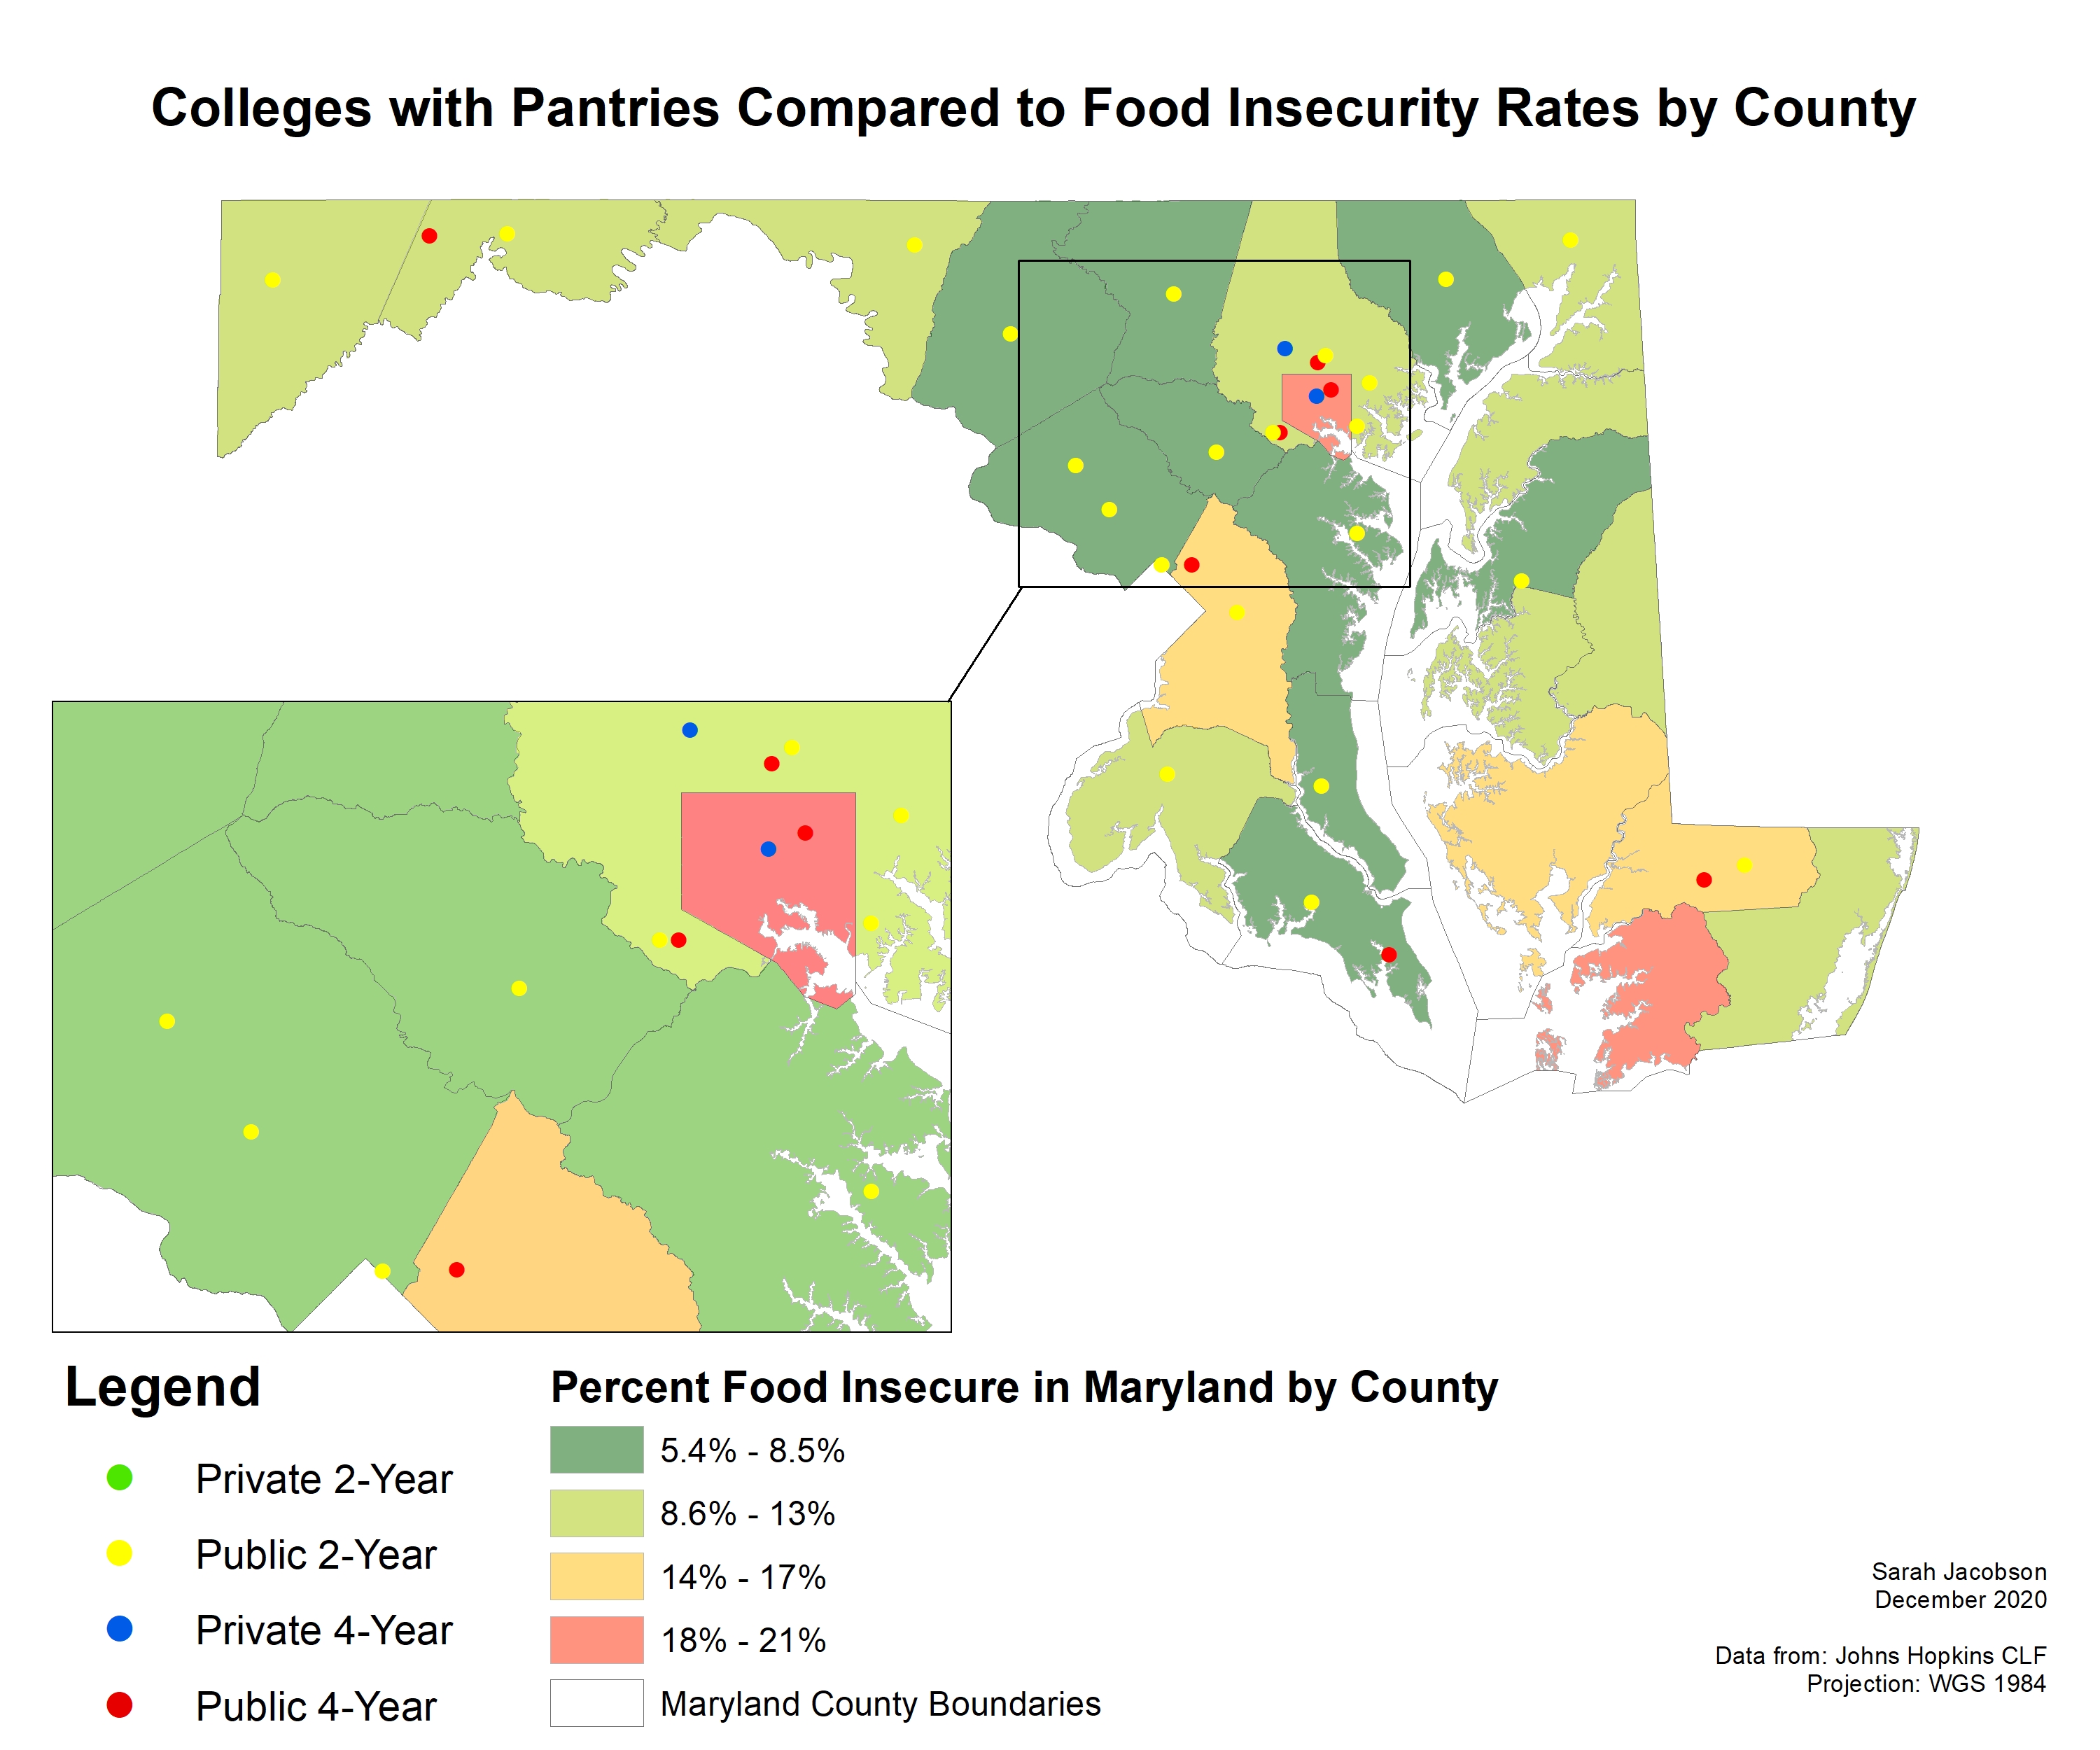 Colleges with Pantries Compared to Food Insecurity Rates by County
Legend
Private 2-Year
Public 2-Year
Private 4-Year
Public 4-Year
Percent Food Insecure in Maryland by County
5.4% - 8.5%
8.6% - 13%
14% - 17%
18% - 21%
Maryland County Boundaries
Sarah Jacobson
December 2020
Data from: Johns Hopkins CLF
Projection: WGS 1984